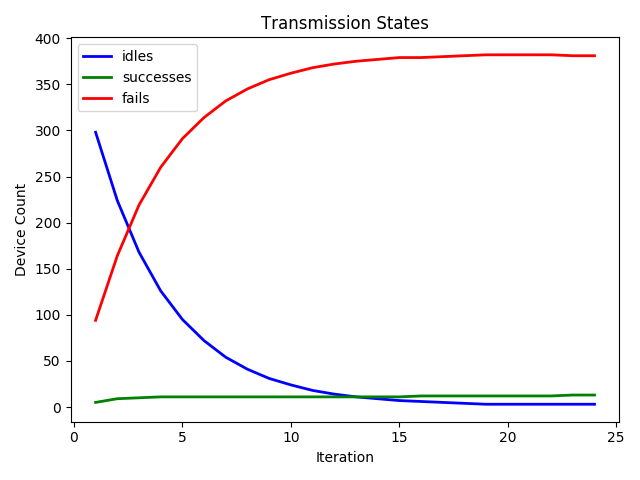 Transmission States
idles
successes
fails
Device Count
400
350
300
250
200
150
100
50
0
0 5 10 15 20 25
Iteration